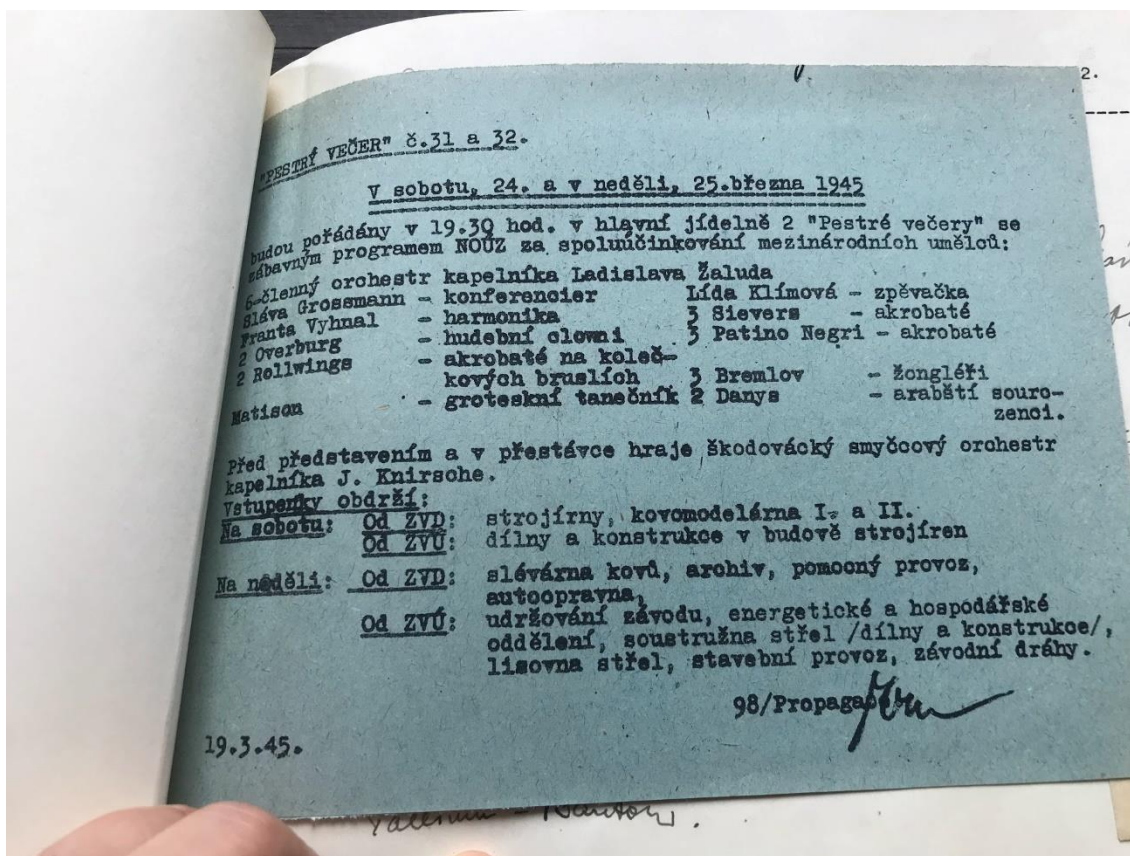 2.
"PESTRÝ VEČER" č.31 a 32.
V sobotu, 24. a v neděli, 25.března 1945
budou pořádány v 19.30 hod. v hlavní jídelně 2 "Pestré večery" se
zábavným programem NOUZ za spoluúčinkování mezinárodních umělců:
6-členný orchestr kapelníka Ladislava Žaluda
Sláva Grossmann - konferencier Lída Klímová - zpěvačka
Franta Vyhnal - harmonika 3 Sievers - akrobaté
2 Overburg - hudební clowni 3 Patino Negri - akrobaté
2 Rollwings - akrobaté na koleč-
kových bruslích 3 Bremlov - žongléři
Matison - groteskní tanečník 2 Danys - arabští souro-
zenci.
Před představením a v přestávce hraje škodovácký smyčcový orchestr
kapelníka J. Knirsche.
Vstupenky obdrží:
Na sobotu: Od ZVD: strojírny, kovomodelárna I. a II.
Od ZVÚ: dílny a konstrukce v budově strojíren
Na neděli: Od ZVD: slévárna kovů, archiv, pomocný provoz,
autoopravna,
Od ZVÚ: udržování závodu, energetické a hospodářské
oddělení, soustružna střel /dílny a konstrukce/,
lisovna střel, stavební provoz, závodní dráhy.
98/Propaga
19.3.45.